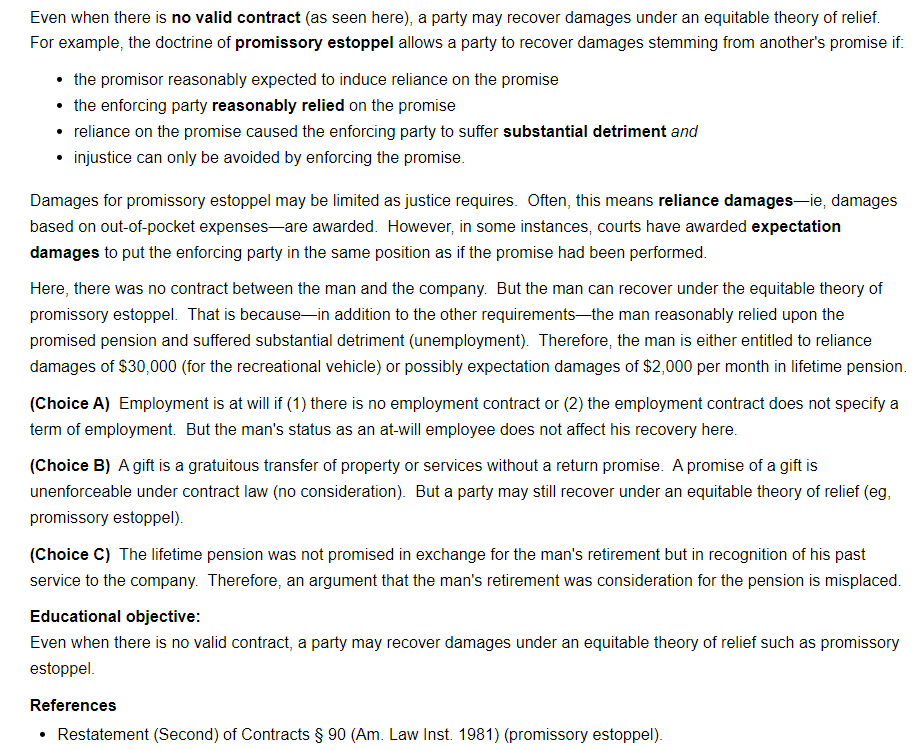 Even when there is no valid contract (as seen here), a party may recover damages under an equitable theory of relief.
For example, the doctrine of promissory estoppel allows a party to recover damages stemming from another's promise if:
• the promisor reasonably expected to induce reliance on the promise
• the enforcing party reasonably relied on the promise
• reliance on the promise caused the enforcing party to suffer substantial detriment and
• injustice can only be avoided by enforcing the promise.
Damages for promissory estoppel may be limited as justice requires. Often, this means reliance damages—ie, damages
based on out-of-pocket expenses—are awarded. However, in some instances, courts have awarded expectation
damages to put the enforcing party in the same position as if the promise had been performed.
Here, there was no contract between the man and the company. But the man can recover under the equitable theory of
promissory estoppel. That is because—in addition to the other requirements—the man reasonably relied upon the
promised pension and suffered substantial detriment (unemployment). Therefore, the man is either entitled to reliance
damages of $30,000 (for the recreational vehicle) or possibly expectation damages of $2,000 per month in lifetime pension.
(Choice A) Employment is at will if (1) there is no employment contract or (2) the employment contract does not specify a
term of employment. But the man's status as an at-will employee does not affect his recovery here.
(Choice B) A gift is a gratuitous transfer of property or services without a return promise. A promise of a gift is
unenforceable under contract law (no consideration). But a party may still recover under an equitable theory of relief (eg,
promissory estoppel).
(Choice C) The lifetime pension was not promised in exchange for the man's retirement but in recognition of his past
service to the company. Therefore, an argument that the man's retirement was consideration for the pension is misplaced.
Educational objective:
Even when there is no valid contract, a party may recover damages under an equitable theory of relief such as promissory
estoppel.
References
• Restatement (Second) of Contracts § 90 (Am. Law Inst. 1981) (promissory estoppel).